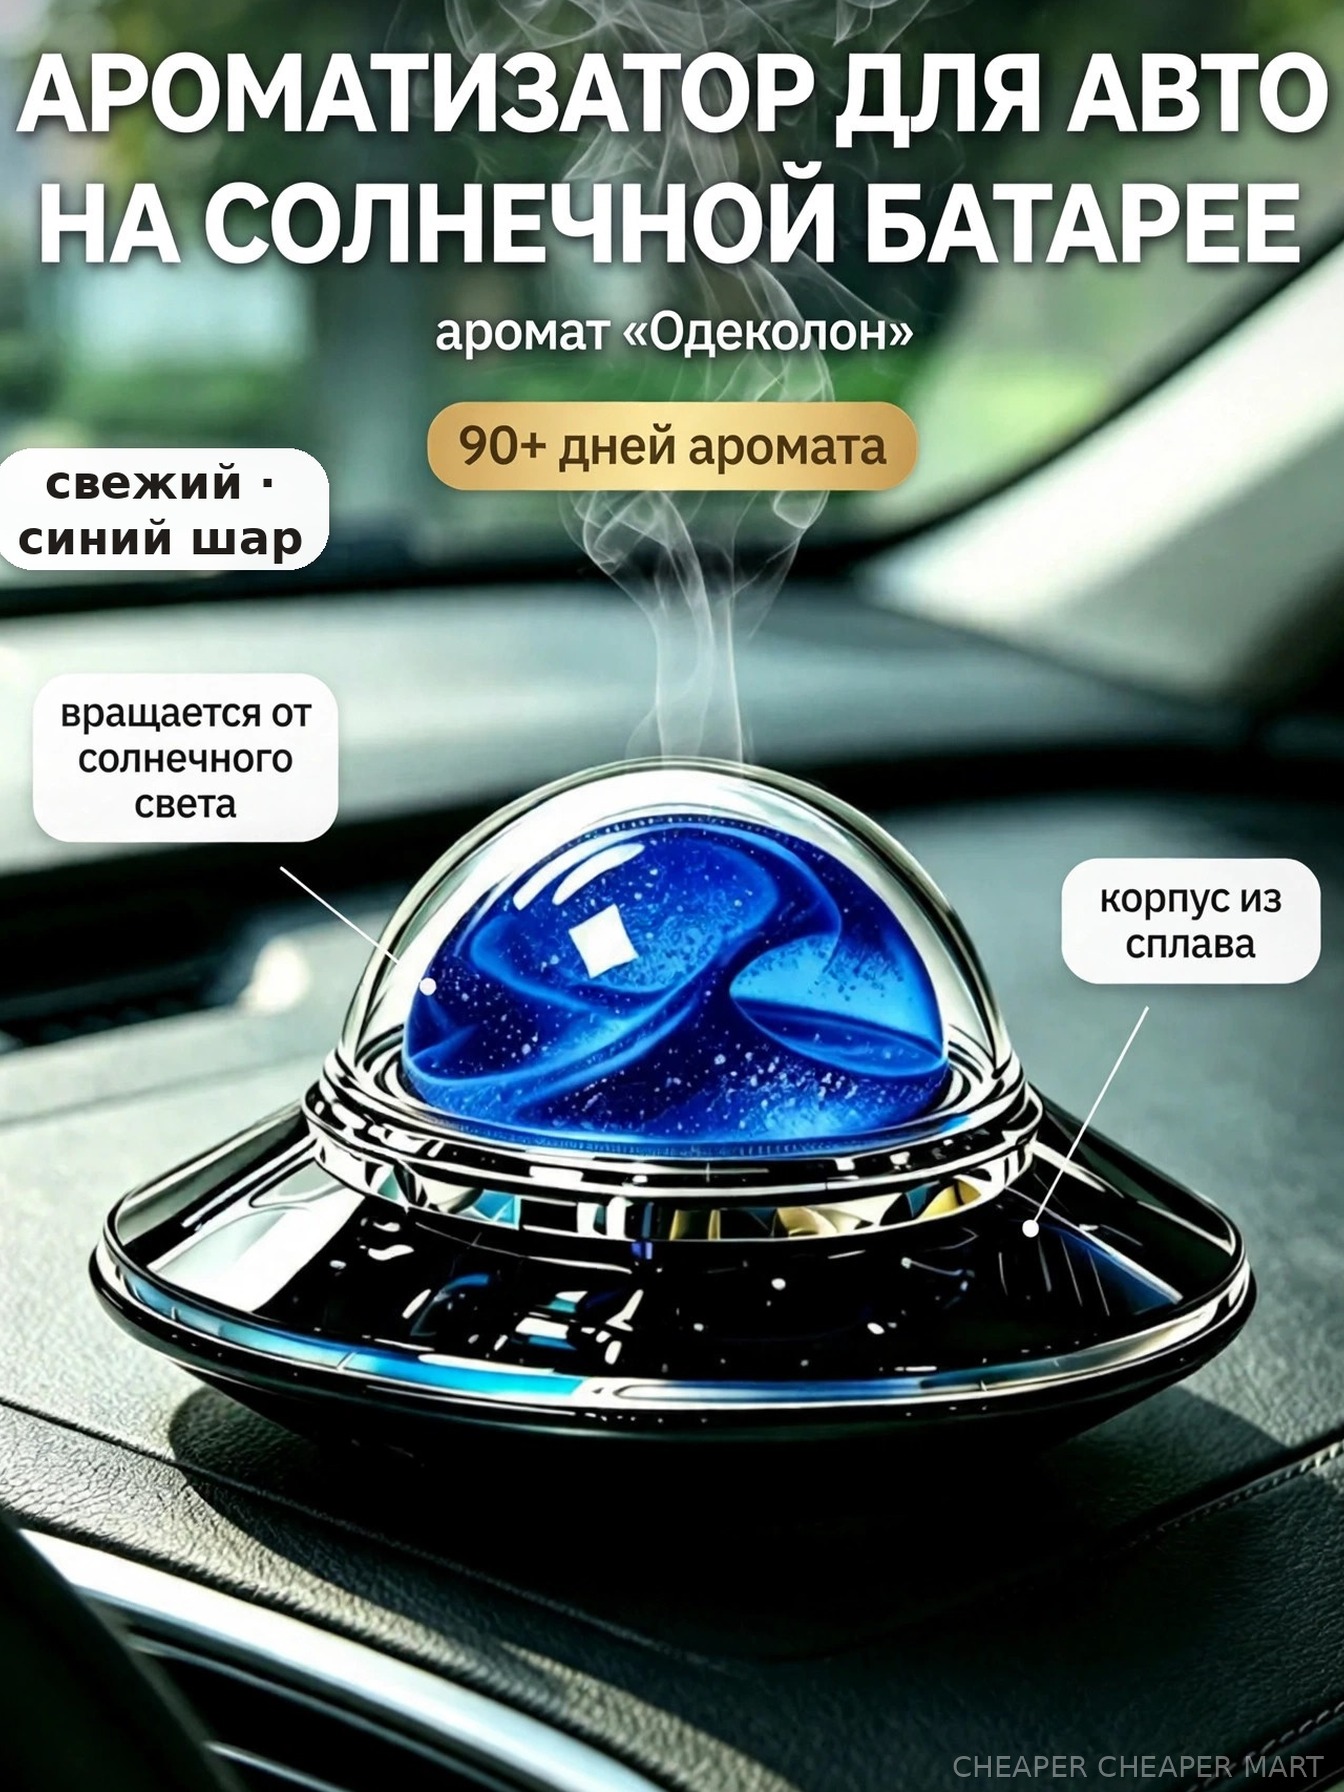 АРОМАТИЗАТОР ДЛЯ АВТО
НА СОЛНЕЧНОЙ БАТАРЕЕ
аромат «Одеколон»
90+ дней аромата
свежий ·
синий шар
вращается от
солнечного
света
корпус из
сплава
CHEAPER CHEAPER MART